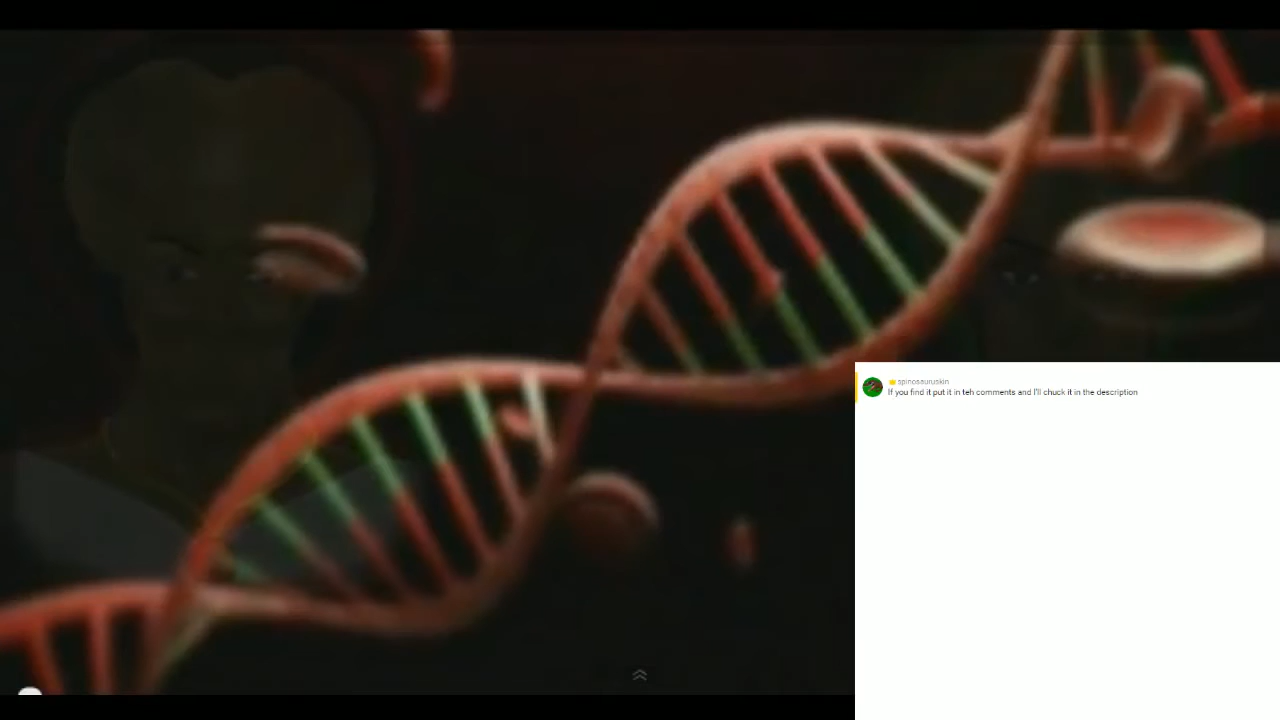 spinosauruskin
If you find it put it in teh comments and I'll chuck it in the description